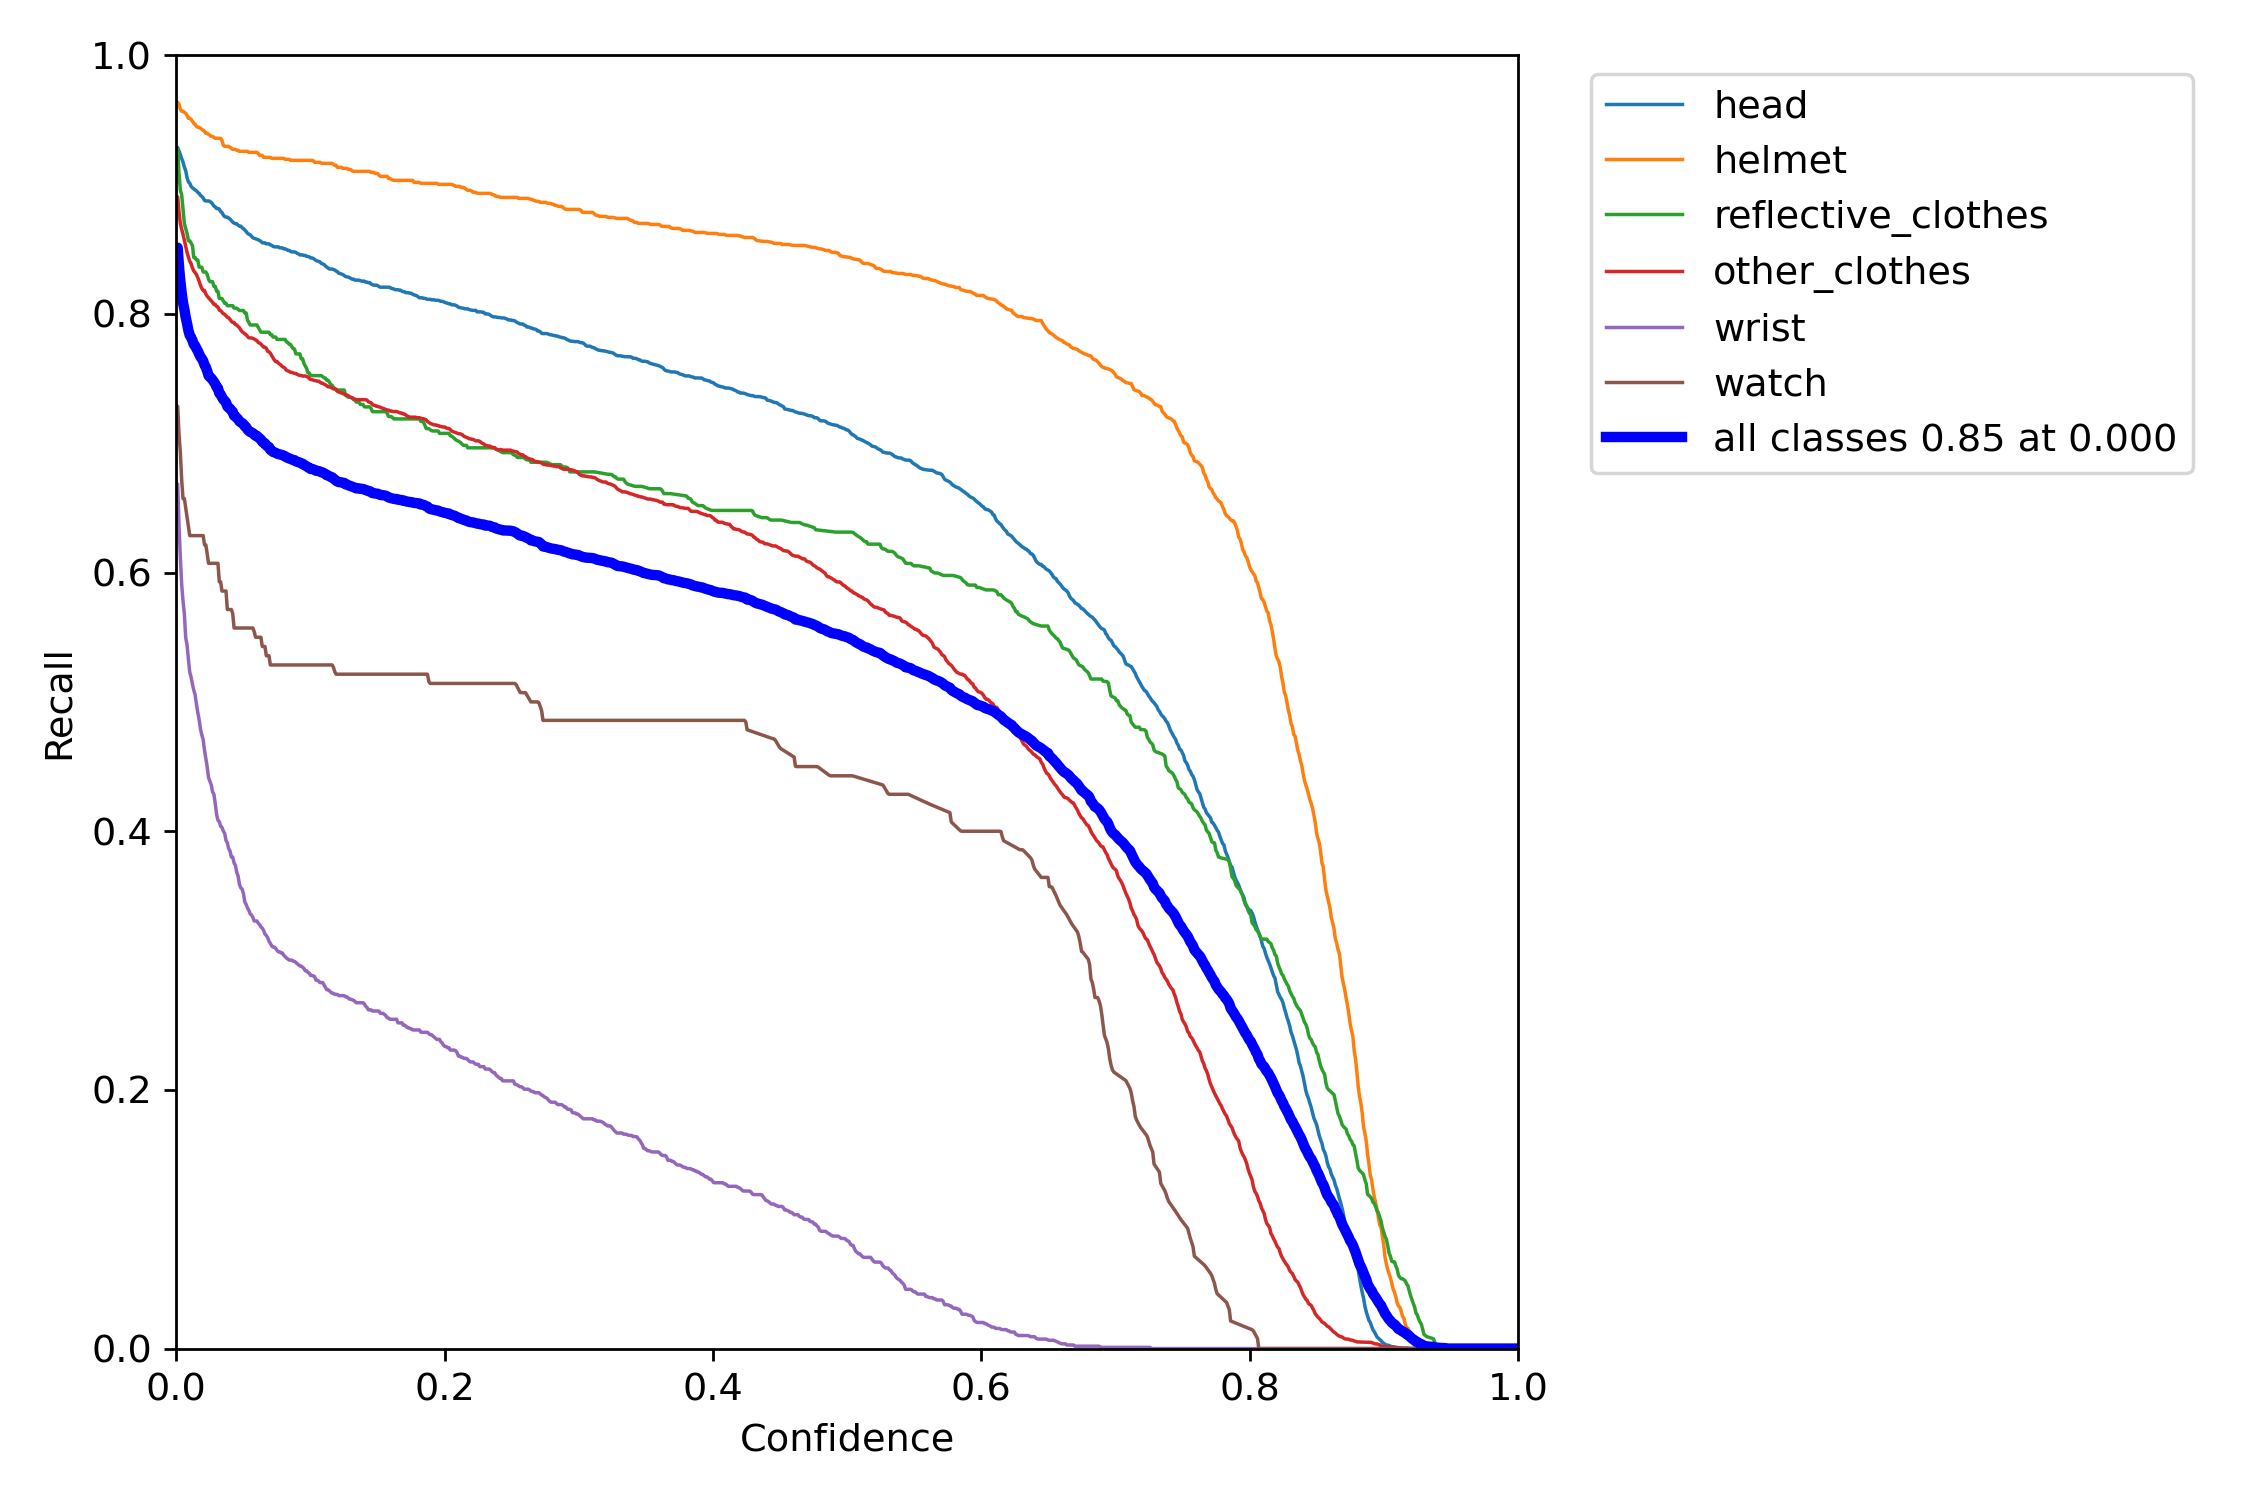 1.0
0.8
0.6
0.4
0.2
0.0
Recall
0.0 0.2 0.4 0.6 0.8 1.0
Confidence
head
helmet
reflective_clothes
other_clothes
wrist
watch
all classes 0.85 at 0.000